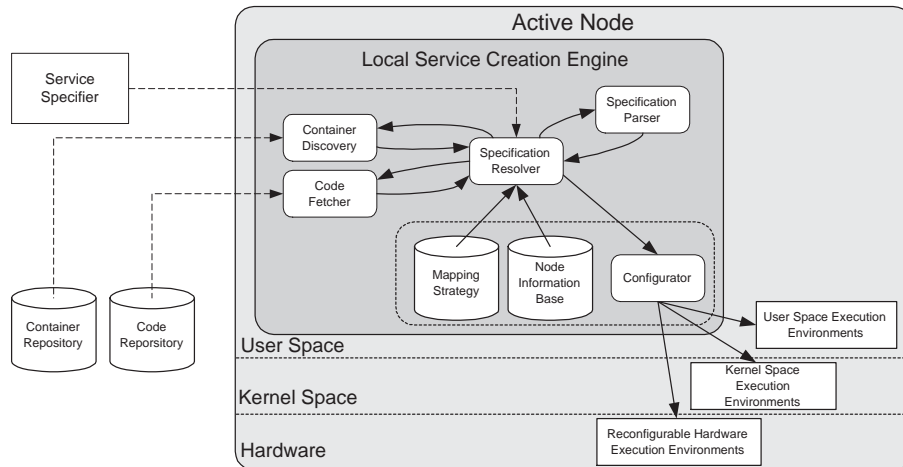 Active Node
Local Service Creation Engine
Service
Specifier
Specification
Parser
Container
Discovery
Specification
Resolver
Code
Fetcher
Mapping
Strategy
Node
Information
Base
Configurator
Container
Repository
Code
Reporsitory
User Space Execution
Environments
User Space
Kernel Space
Execution
Environments
Kernel Space
Reconfigurable Hardware
Execution Environments
Hardware